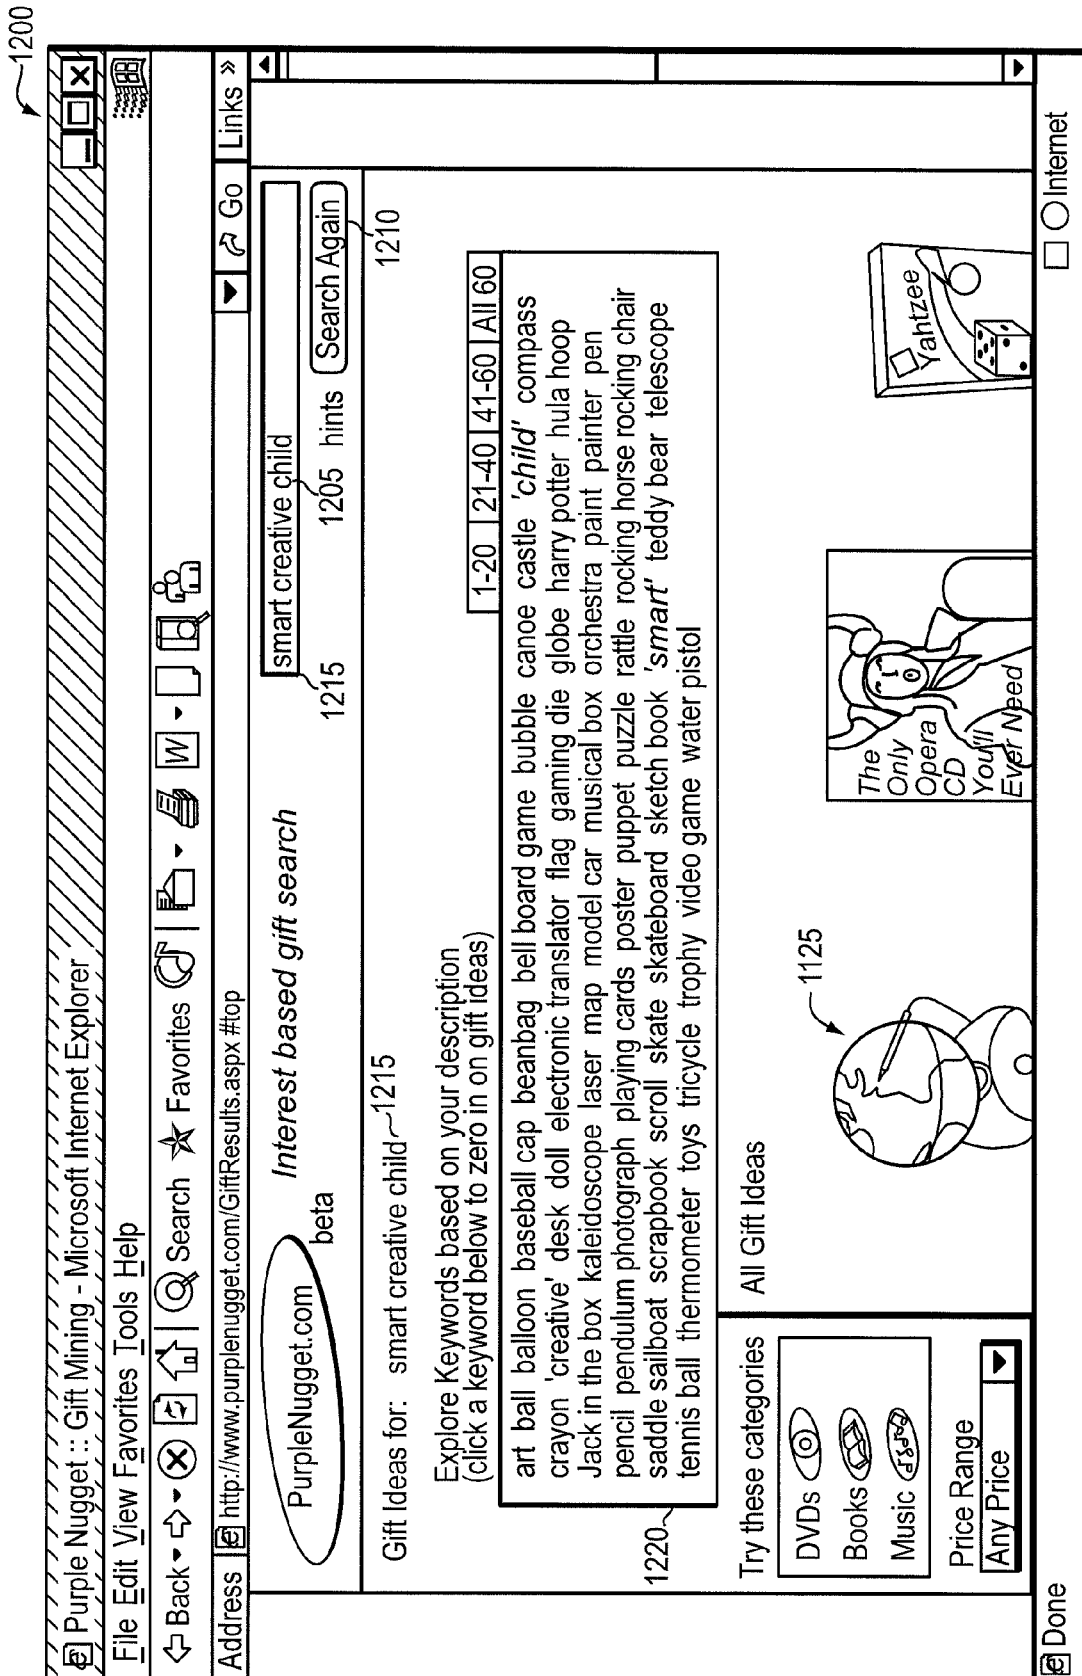 1200
Purple Nugget :: Gift Mining - Microsoft Internet Explorer
File Edit View Favorites Tools Help
Back Search Favorites W
Address http://www.purplenugget.com/GiftResults.aspx #top Go Links »
PurpleNugget.com
beta
Interest based gift search
smart creative child
1215
1205
hints
Search Again
1210
Gift Ideas for: smart creative child 1215
Explore Keywords based on your description
(click a keyword below to zero in on gift ideas)
1-20 21-40 41-60 All 60
art ball balloon baseball cap beanbag bell board game bubble canoe castle 'child' compass
crayon 'creative' desk doll electronic translator flag gaming die globe harry potter hula hoop
Jack in the box kaleidoscope laser map model car musical box orchestra paint painter pen
pencil pendulum photograph playing cards poster puppet puzzle rattle rocking horse rocking chair
saddle sailboat scrapbook scroll skate skateboard sketch book 'smart' teddy bear telescope
tennis ball thermometer toys tricycle trophy video game water pistol
1220
Try these categories
DVDs
Books
Music
Price Range
Any Price
All Gift Ideas
1125
The
Only
Opera
CD
You'll
Ever Need
Yahtzee
Done
Internet